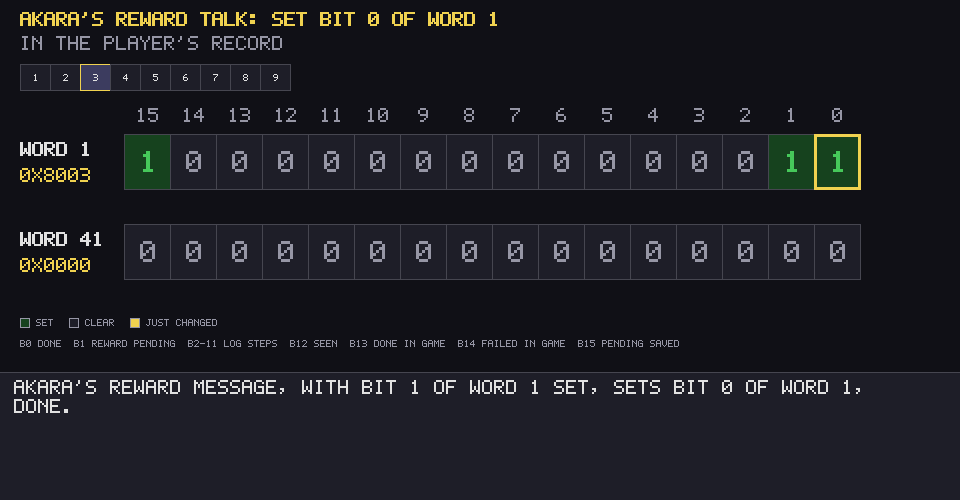 AKARA'S REWARD TALK: SET BIT 0 OF WORD 1
IN THE PLAYER'S RECORD
1 2 3 4 5 6 7 8 9
15 14 13 12 11 10 9 8 7 6 5 4 3 2 1 0
WORD 1
0X8003
1 0 0 0 0 0 0 0 0 0 0 0 0 0 1 1
WORD 41
0X0000
0 0 0 0 0 0 0 0 0 0 0 0 0 0 0 0
SET CLEAR JUST CHANGED
B0 DONE B1 REWARD PENDING B2-11 LOG STEPS B12 SEEN B13 DONE IN GAME B14 FAILED IN GAME B15 PENDING SAVED
AKARA'S REWARD MESSAGE, WITH BIT 1 OF WORD 1 SET, SETS BIT 0 OF WORD 1,
DONE.